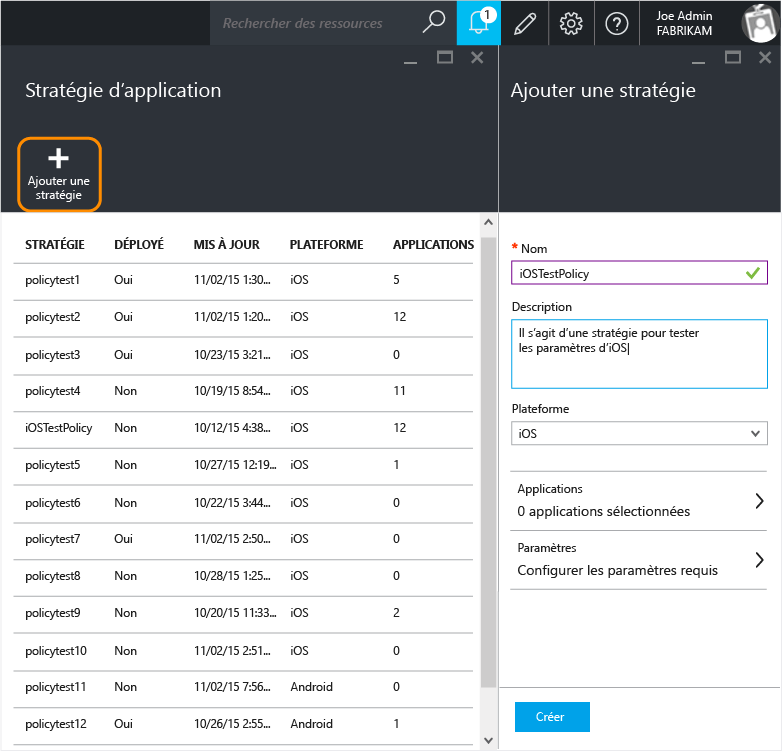 Rechercher des ressources
1
Joe Admin
FABRIKAM
Stratégie d’application
Ajouter une
stratégie
STRATÉGIE DÉPLOYÉ MIS À JOUR PLATEFORME APPLICATIONS
policytest1 Oui 11/02/15 1:30... iOS 5
policytest2 Oui 11/02/15 1:20... iOS 12
policytest3 Oui 10/23/15 3:21... iOS 0
policytest4 Non 10/19/15 8:54... iOS 11
iOSTestPolicy Non 10/12/15 4:38... iOS 12
policytest5 Non 10/27/15 12:19... iOS 1
policytest6 Non 10/22/15 3:44... iOS 0
policytest7 Oui 11/02/15 2:50... iOS 0
policytest8 Non 10/28/15 1:25... iOS 0
policytest9 Non 10/20/15 11:33... iOS 2
policytest10 Non 11/02/15 2:51... iOS 0
policytest11 Non 11/02/15 7:56... Android 0
policytest12 Oui 10/26/15 2:55... Android 1
Ajouter une stratégie
* Nom
iOSTestPolicy
Description
Il s’agit d’une stratégie pour tester
les paramètres d’iOS
Plateforme
iOS
Applications
0 applications sélectionnées
Paramètres
Configurer les paramètres requis
Créer